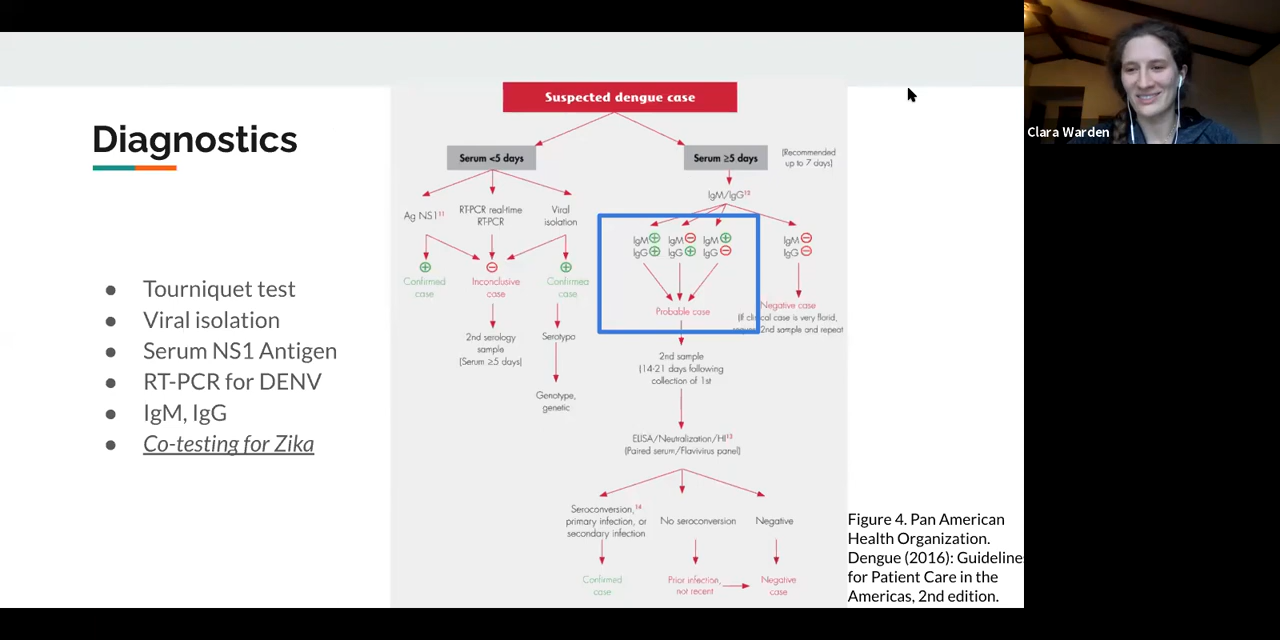 Diagnostics
Tourniquet test
Viral isolation
Serum NS1 Antigen
RT-PCR for DENV
IgM, IgG
Co-testing for Zika
Suspected dengue case
Serum <5 days
Serum ≥5 days
(Recommended
up to 7 days)
Ag NS1¹¹
RT-PCR real-time
RT-PCR
Viral
isolation
IgM/IgG
IgM+
IgG+
IgM−
IgG+
IgM+
IgG−
IgM−
IgG−
Confirmed
case
Inconclusive
case
Confirmed
case
Probable case
Negative case
(If clinical case is very florid,
2nd sample and repeat
2nd serology
sample
(Serum ≥5 days)
Serotype
Genotype,
genetic
2nd sample
(14-21 days following
collection of 1st
ELISA/Neutralization/HI¹³
(Paired serum/Flavivirus panel)
Seroconversion,¹⁴
primary infection, or
secondary infection
No seroconversion
Negative
Confirmed
case
Prior infection,
not recent
Negative
case
Figure 4. Pan American
Health Organization.
Dengue (2016): Guideline
for Patient Care in the
Americas, 2nd edition.
Clara Warden